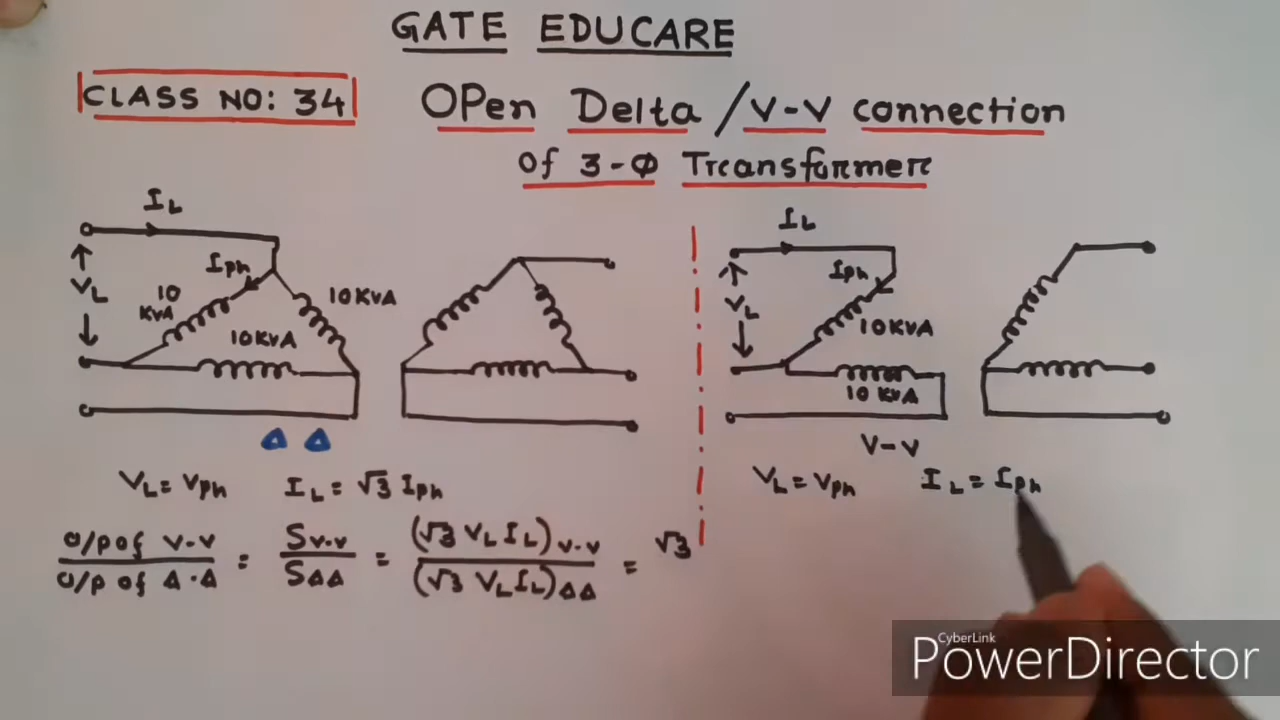 GATE EDUCARE
CLASS NO: 34
OPen Delta / V-V connection
Of 3-Φ Trcansformerc
IL
VL
Iph
10 KVA
10KVA
10KVA
Δ Δ
VL = Vph IL = √3 Iph
O/P of V-V / O/P of Δ-Δ = SV-V / SΔΔ = (√3 VL IL)V-V / (√3 VL IL)ΔΔ = √3
IL
VL
Iph
10KVA
10 KVA
V-V
VL = Vph IL = Iph
CyberLink
PowerDirector